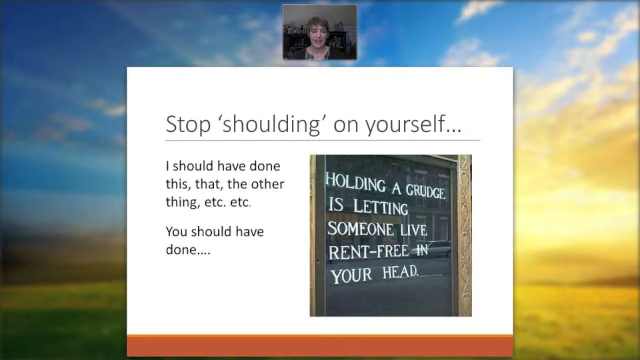 Stop ‘shoulding’ on yourself…
I should have done
this, that, the other
thing, etc. etc.
You should have
done….
HOLDING A GRUDGE
IS LETTING
SOMEONE LIVE
RENT-FREE IN
YOUR HEAD.